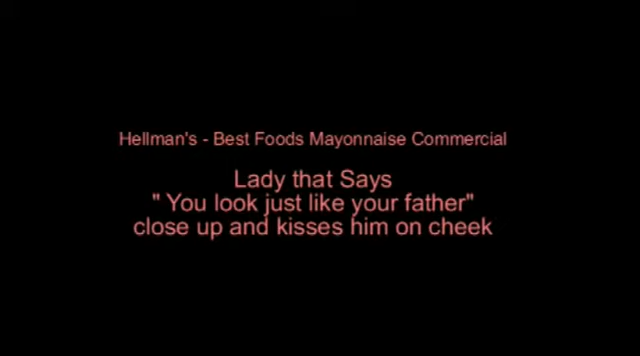 Hellman's - Best Foods Mayonnaise Commercial
Lady that Says
" You look just like your father"
close up and kisses him on cheek